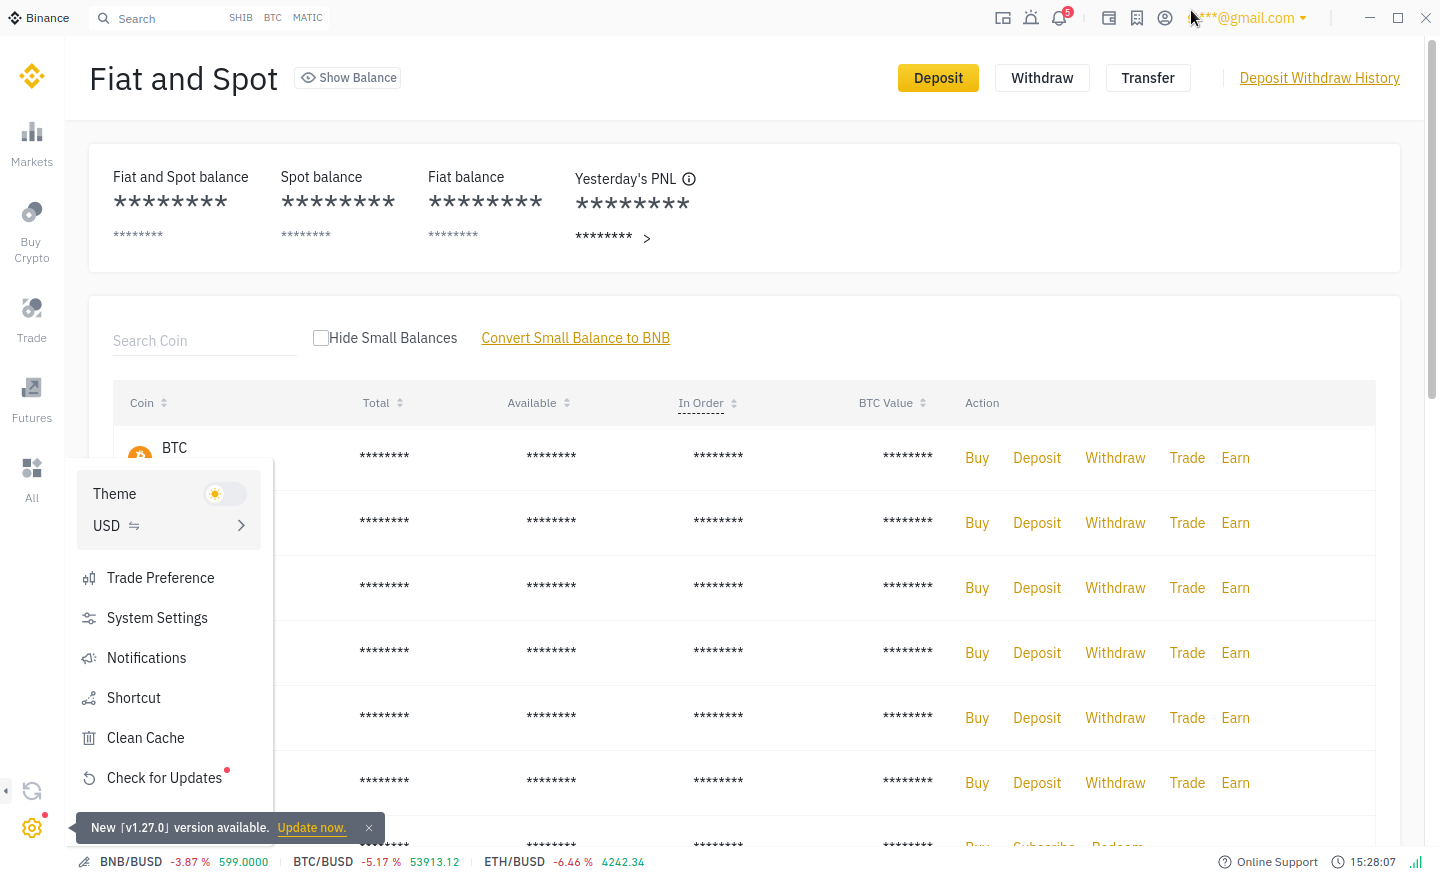 Binance
Search
SHIB BTC MATIC
5
***@gmail.com
Fiat and Spot
Show Balance
Deposit
Withdraw
Transfer
Deposit Withdraw History
Markets
Buy
Crypto
Trade
Futures
All
Fiat and Spot balance
********
********
Spot balance
********
********
Fiat balance
********
********
Yesterday's PNL
********
******** >
Search Coin
Hide Small Balances
Convert Small Balance to BNB
Coin Total Available In Order BTC Value Action
BTC
******** ******** ******** ******** Buy Deposit Withdraw Trade Earn
******** ******** ******** ******** Buy Deposit Withdraw Trade Earn
******** ******** ******** ******** Buy Deposit Withdraw Trade Earn
******** ******** ******** ******** Buy Deposit Withdraw Trade Earn
******** ******** ******** ******** Buy Deposit Withdraw Trade Earn
******** ******** ******** ******** Buy Deposit Withdraw Trade Earn
******** ******** ******** ******** Buy Subscribe Redeem
Theme
USD
Trade Preference
System Settings
Notifications
Shortcut
Clean Cache
Check for Updates
New「v1.27.0」version available. Update now.
BNB/BUSD -3.87 % 599.0000 BTC/BUSD -5.17 % 53913.12 ETH/BUSD -6.46 % 4242.34
Online Support 15:28:07